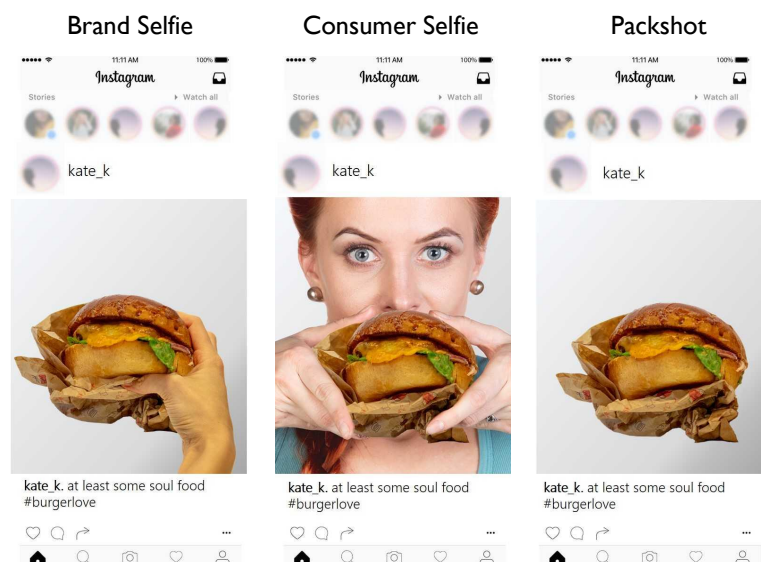 Brand Selfie
Consumer Selfie
Packshot
11:11 AM
100%
Instagram
Stories
Watch all
kate_k
kate_k. at least some soul food
#burgerlove
11:11 AM
100%
Instagram
Stories
Watch all
kate_k
kate_k. at least some soul food
#burgerlove
11:11 AM
100%
Instagram
Stories
Watch all
kate_k
kate_k. at least some soul food
#burgerlove